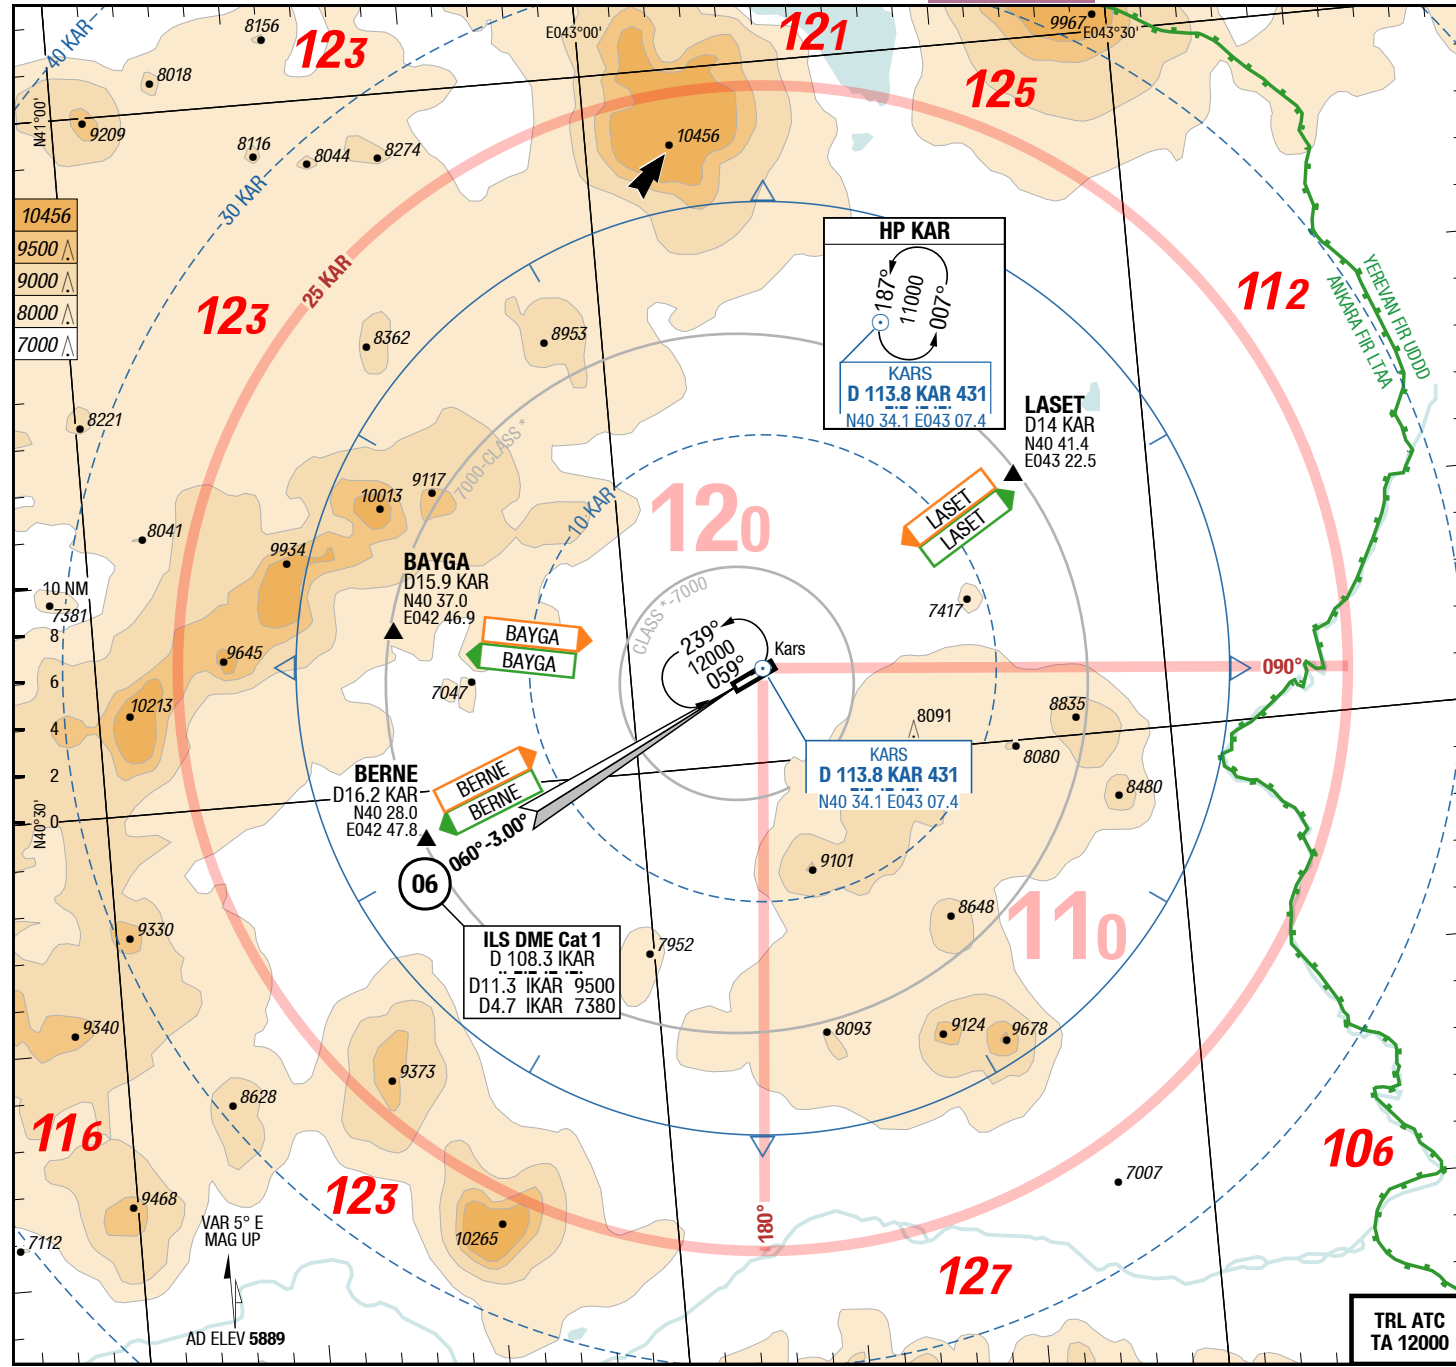 40 KAR
8156
123
E043°00'
121
9967
E043°30'
8018
125
N41°00'
9209
8116
8044
8274
10456
30 KAR
10456
9500
9000
8000
7000
25 KAR
123
HP KAR
187°
11000
007°
KARS
D 113.8 KAR 431
N40 34.1 E043 07.4
112
YEREVAN FIR UDDD
ANKARA FIR LTAA
8362
8953
8221
7000-CLASS *
LASET
D14 KAR
N40 41.4
E043 22.5
9117
10013
10 KAR
120
LASET
LASET
8041
9934
BAYGA
D15.9 KAR
N40 37.0
E042 46.9
CLASS *-7000
10 NM
7381
8
6
4
2
0
7417
BAYGA
BAYGA
239°
12000
059°
Kars
9645
7047
090°
10213
8091
8835
8080
KARS
D 113.8 KAR 431
N40 34.1 E043 07.4
BERNE
D16.2 KAR
N40 28.0
E042 47.8
BERNE
BERNE
8480
N40°30'
060°-3.00°
06
9101
8648
110
9330
ILS DME Cat 1
D 108.3 IKAR
D11.3 IKAR 9500
D4.7 IKAR 7380
7952
9340
8093
9124
9678
9373
8628
116
106
123
7007
9468
VAR 5° E
MAG UP
7112
10265
180°
127
AD ELEV 5889
TRL ATC
TA 12000